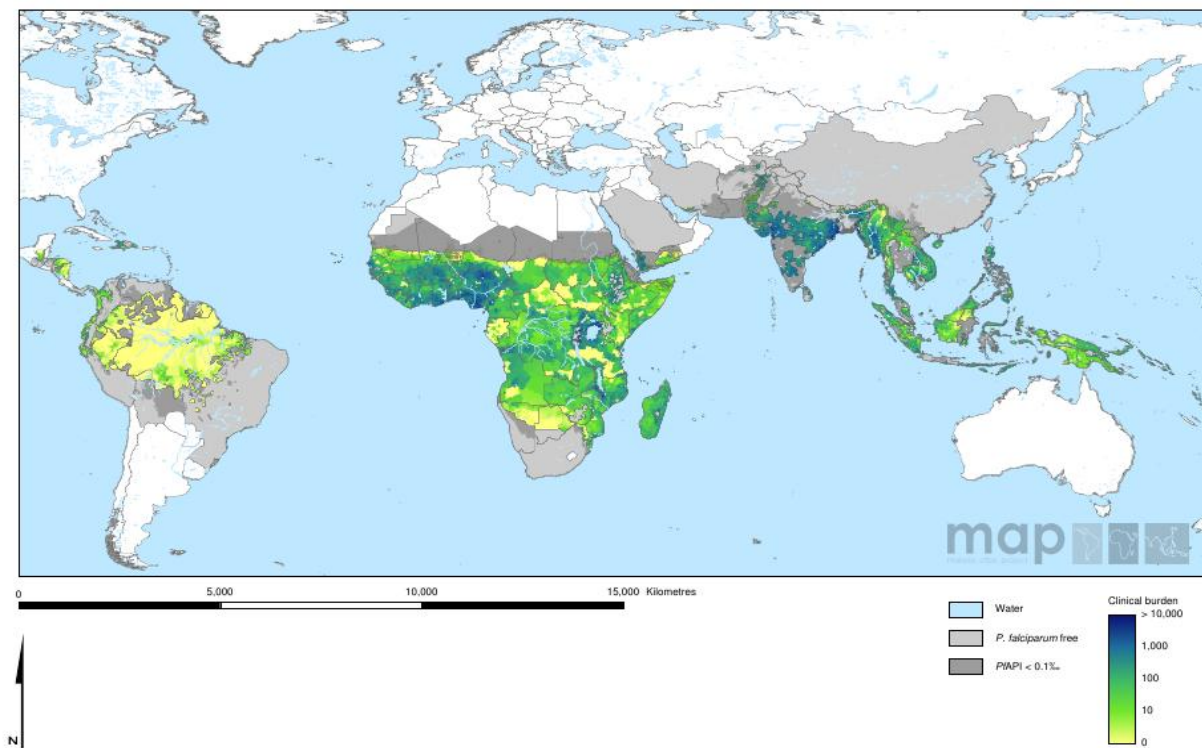 map
0
5,000
10,000
15,000 Kilometres
Water
P. falciparum free
PfAPI < 0.1‰
Clinical burden
> 10,000
1,000
100
10
0
N